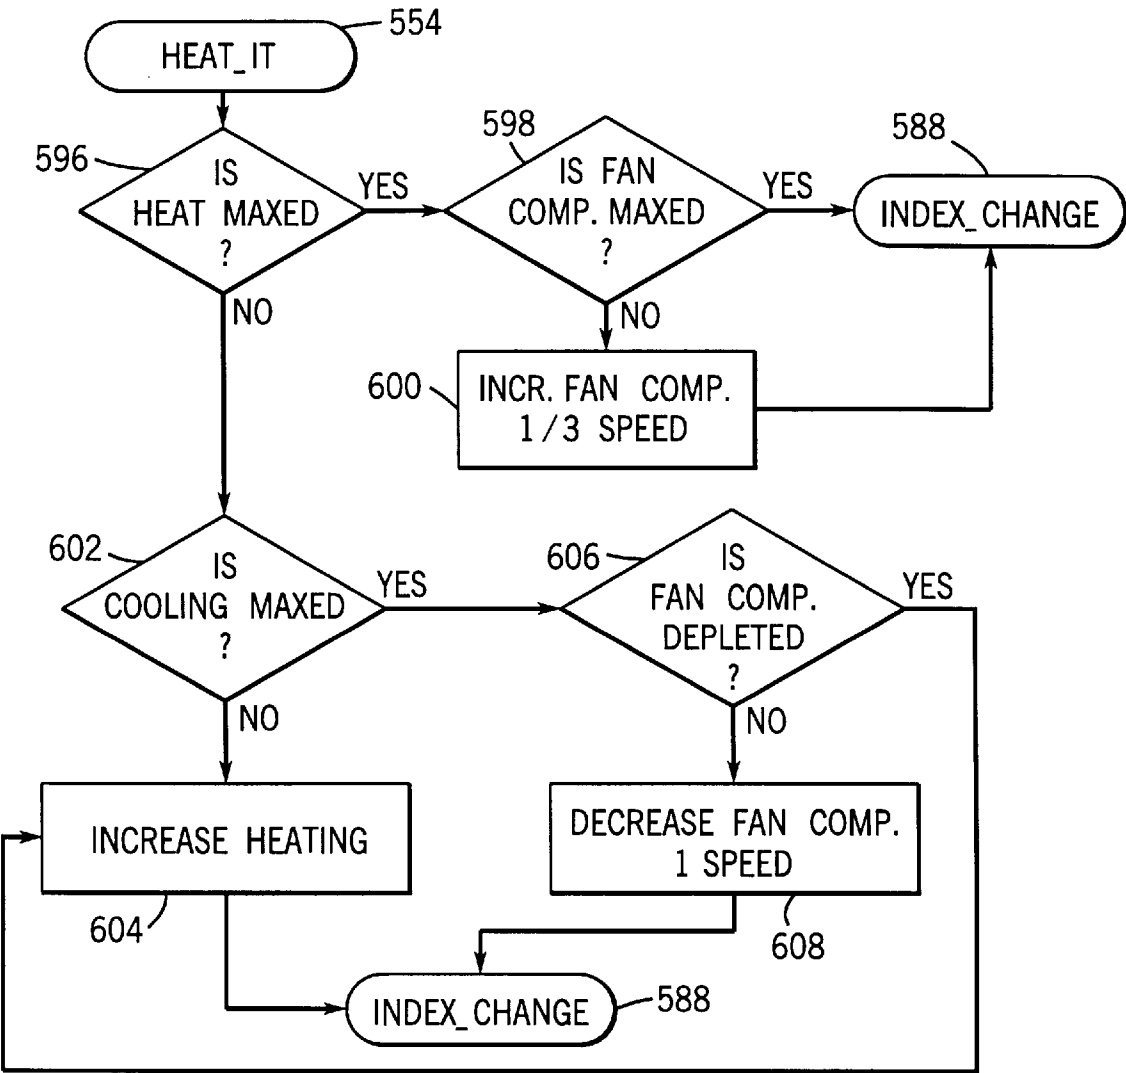 554
HEAT_IT
596
IS
HEAT MAXED
?
YES
NO
598
IS FAN
COMP. MAXED
?
YES
NO
588
INDEX_CHANGE
600
INCR. FAN COMP.
1/3 SPEED
602
IS
COOLING MAXED
?
YES
NO
606
IS
FAN COMP.
DEPLETED
?
YES
NO
INCREASE HEATING
604
DECREASE FAN COMP.
1 SPEED
608
INDEX_CHANGE
588